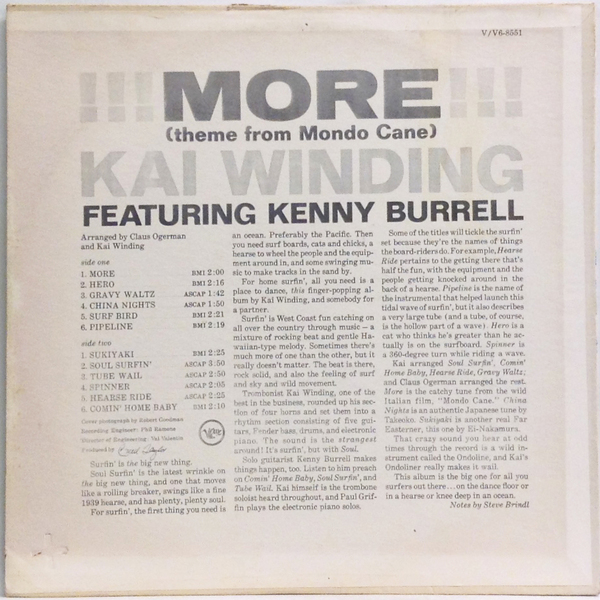 V/V6-8551
!!!MORE!!!
(theme from Mondo Cane)
KAI WINDING
FEATURING KENNY BURRELL
Arranged by Claus Ogerman
and Kai Winding
side one
1. MORE BMI 2:00
2. HERO BMI 2:16
3. GRAVY WALTZ ASCAP 1:42
4. CHINA NIGHTS ASCAP 1:50
5. SURF BIRD BMI 2:21
6. PIPELINE BMI 2:19
side two
1. SUKIYAKI BMI 2:25
2. SOUL SURFIN' ASCAP 3:50
3. TUBE WAIL ASCAP 2:50
4. SPINNER ASCAP 2:05
5. HEARSE RIDE ASCAP 2:25
6. COMIN' HOME BABY BMI 2:10
Cover photograph by Robert Goodman
Recording Engineer: Phil Ramone
Director of Engineering: Val Valentin
Produced by Creed Taylor
Verve
Surfin' is the big new thing.
Soul Surfin' is the latest wrinkle on
the big new thing, and one that moves
like a rolling breaker, swings like a fine
1939 hearse, and has plenty, plenty soul.
For surfin', the first thing you need is
an ocean. Preferably the Pacific. Then
you need surf boards, cats and chicks, a
hearse to wheel the people and the equip-
ment around in, and some swinging mu-
sic to make tracks in the sand by.
For home surfin', all you need is a
place to dance, this finger-popping al-
bum by Kai Winding, and somebody for
a partner.
Surfin' is West Coast fun catching on
all over the country through music — a
mixture of rocking beat and gentle Ha-
waiian-type melody. Sometimes there's
much more of one than the other, but it
really doesn't matter. The beat is there,
rock solid, and also the feeling of surf
and sky and wild movement.
Trombonist Kai Winding, one of the
best in the business, rounded up his sec-
tion of four horns and set them into a
rhythm section consisting of five gui-
tars, Fender bass, drums, and electronic
piano. The sound is the strangest
around! It's surfin', but with Soul.
Solo guitarist Kenny Burrell makes
things happen, too. Listen to him preach
on Comin' Home Baby, Soul Surfin', and
Tube Wail. Kai himself is the trombone
soloist heard throughout, and Paul Grif-
fin plays the electronic piano solos.
Some of the titles will tickle the surfin'
set because they're the names of things
the board-riders do. For example, Hearse
Ride pertains to the getting there that's
half the fun, with the equipment and the
people getting knocked around in the
back of a hearse. Pipeline is the name of
the instrumental that helped launch this
tidal wave of surfin', but it also describes
a very large tube (and a tube, of course,
is the hollow part of a wave). Hero is a
cat who thinks he's greater than he ac-
tually is on the surfboard. Spinner is
a 360-degree turn while riding a wave.
Kai arranged Soul Surfin', Comin'
Home Baby, Hearse Ride, Gravy Waltz;
and Claus Ogerman arranged the rest.
More is the catchy tune from the wild
Italian film, "Mondo Cane." China
Nights is an authentic Japanese tune by
Takeoko. Sukiyaki is another real Far
Easterner, this one by Ei-Nakamura.
That crazy sound you hear at odd
times through the record is a wild in-
strument called the Ondoline, and Kai's
Ondoliner really makes it wail.
This album is the big one for all you
surfers out there...on the dance floor or
in a hearse or knee deep in an ocean.
Notes by Steve Brindl